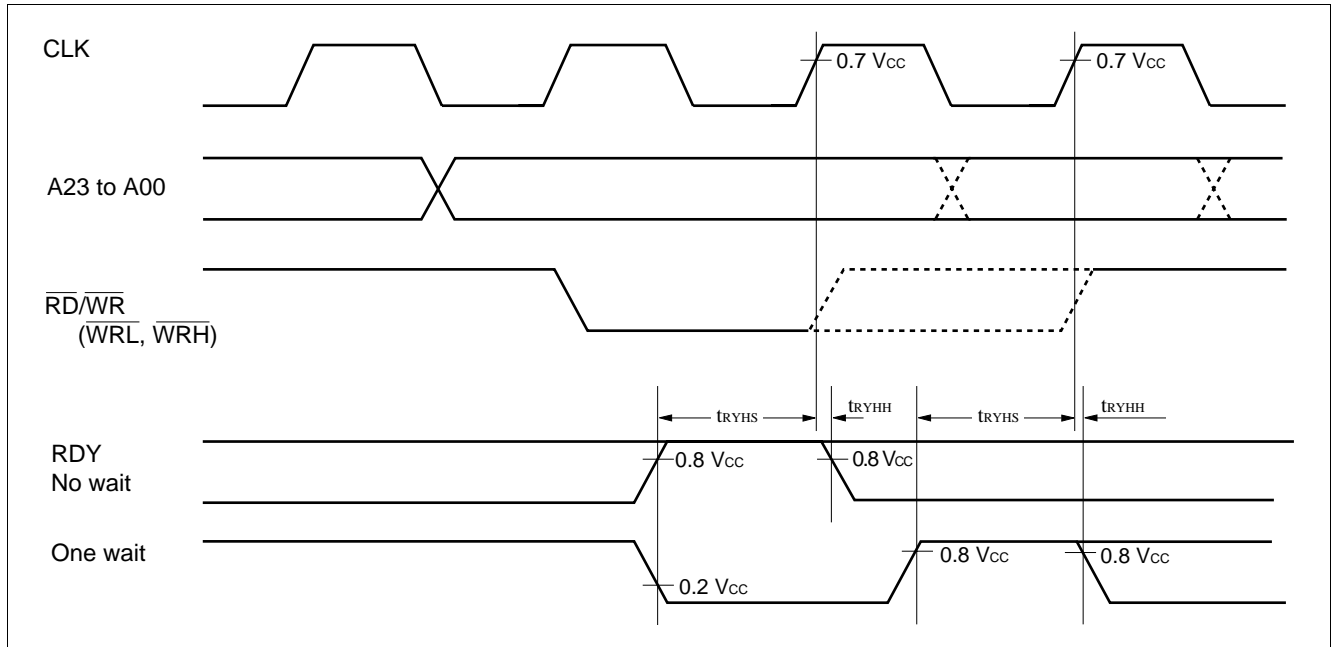 CLK
0.7 Vcc
0.7 Vcc
A23 to A00
RD/WR
(WRL, WRH)
tRYHS
tRYHH
tRYHS
tRYHH
RDY
No wait
0.8 Vcc
0.8 Vcc
One wait
0.2 Vcc
0.8 Vcc
0.8 Vcc